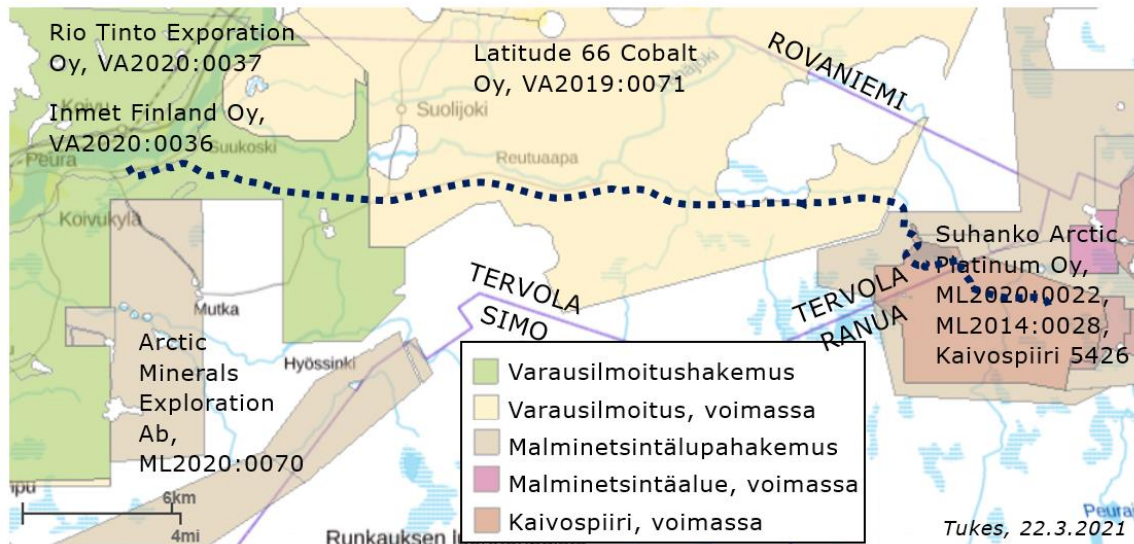 Rio Tinto Exporation
Oy, VA2020:0037
Inmet Finland Oy,
VA2020:0036
Latitude 66 Cobalt
Oy, VA2019:0071
ROVANIEMI
Koivu
Suolijoki
Suukoski
Peura
Reutuaapa
Koivukylä
Suhanko Arctic
Platinum Oy,
ML2020:0022,
ML2014:0028,
Kaivospiiri 5426
TERVOLA
SIMO
TERVOLA
RANUA
Mutka
Hyössinki
Arctic
Minerals
Exploration
Ab,
ML2020:0070
Varausilmoitushakemus
Varausilmoitus, voimassa
Malminetsintälupahakemus
Malminetsintäalue, voimassa
Kaivospiiri, voimassa
6km
4mi
Runkauksen
Tukes, 22.3.2021